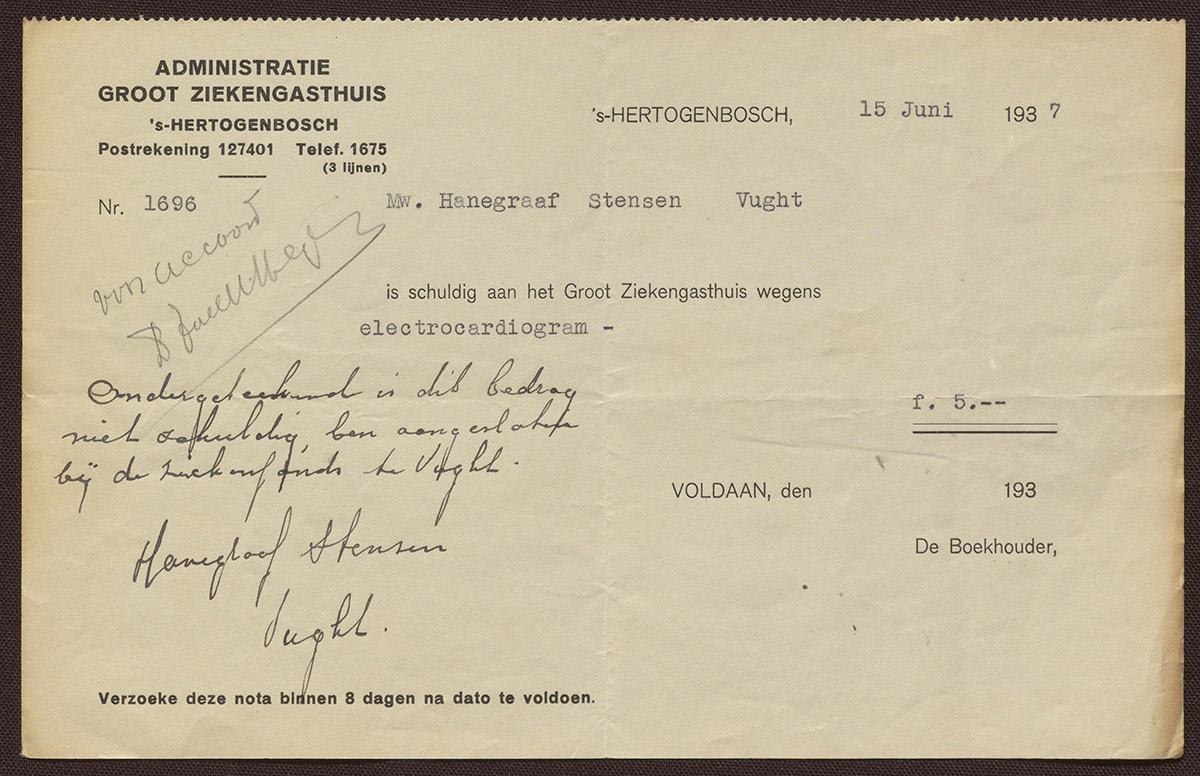 ADMINISTRATIE
GROOT ZIEKENGASTHUIS
's-HERTOGENBOSCH
Postrekening 127401 Telef. 1675
(3 lijnen)
's-HERTOGENBOSCH, 15 Juni 1937
Nr. 1696
Mw. Hanegraaf Stensen Vught
voor accoord
is schuldig aan het Groot Ziekengasthuis wegens
electrocardiogram -
Ondergeteekend is dit bedrag
niet schuldig, ben aangesloten
bij de ziekenfonds te Vught.
f. 5.--
Hanegraaf Stensen
Vught.
VOLDAAN, den 193
De Boekhouder,
Verzoeke deze nota binnen 8 dagen na dato te voldoen.